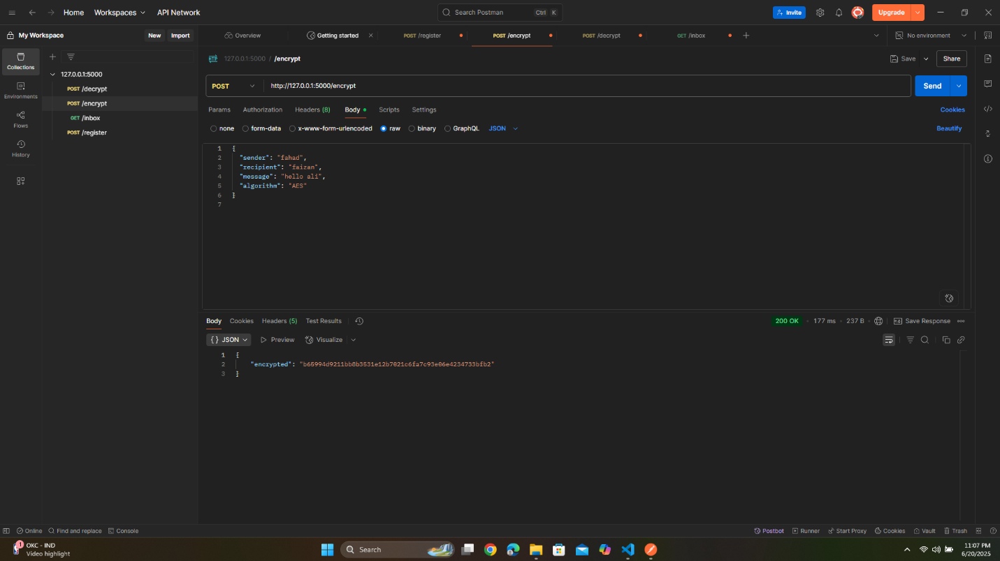 Home Workspaces API Network Search Postman Ctrl K Invite Upgrade
My Workspace New Import Overview Getting started POST /register POST /encrypt POST /decrypt GET /inbox No environment
Collections
Environments
Flows
History
127.0.0.1:5000
POST /decrypt
POST /encrypt
GET /inbox
POST /register
HTTP 127.0.0.1:5000 / /encrypt Save Share
POST http://127.0.0.1:5000/encrypt Send
Params Authorization Headers (8) Body Scripts Settings Cookies
none form-data x-www-form-urlencoded raw binary GraphQL JSON Beautify
1 {
2 "sender": "fahad",
3 "recipient": "faizan",
4 "message": "hello ali",
5 "algorithm": "AES"
6 }
7
Body Cookies Headers (5) Test Results 200 OK • 177 ms • 237 B Save Response
{ } JSON Preview Visualize
1 {
2 "encrypted": "b65994d9211bb8b3531e12b7021c6fa7c93e06e4234733bfb2"
3 }
Online Find and replace Console Postbot Runner Start Proxy Cookies Vault Trash
1 OKC - IND
Video highlight
Search
11:07 PM
6/20/2025